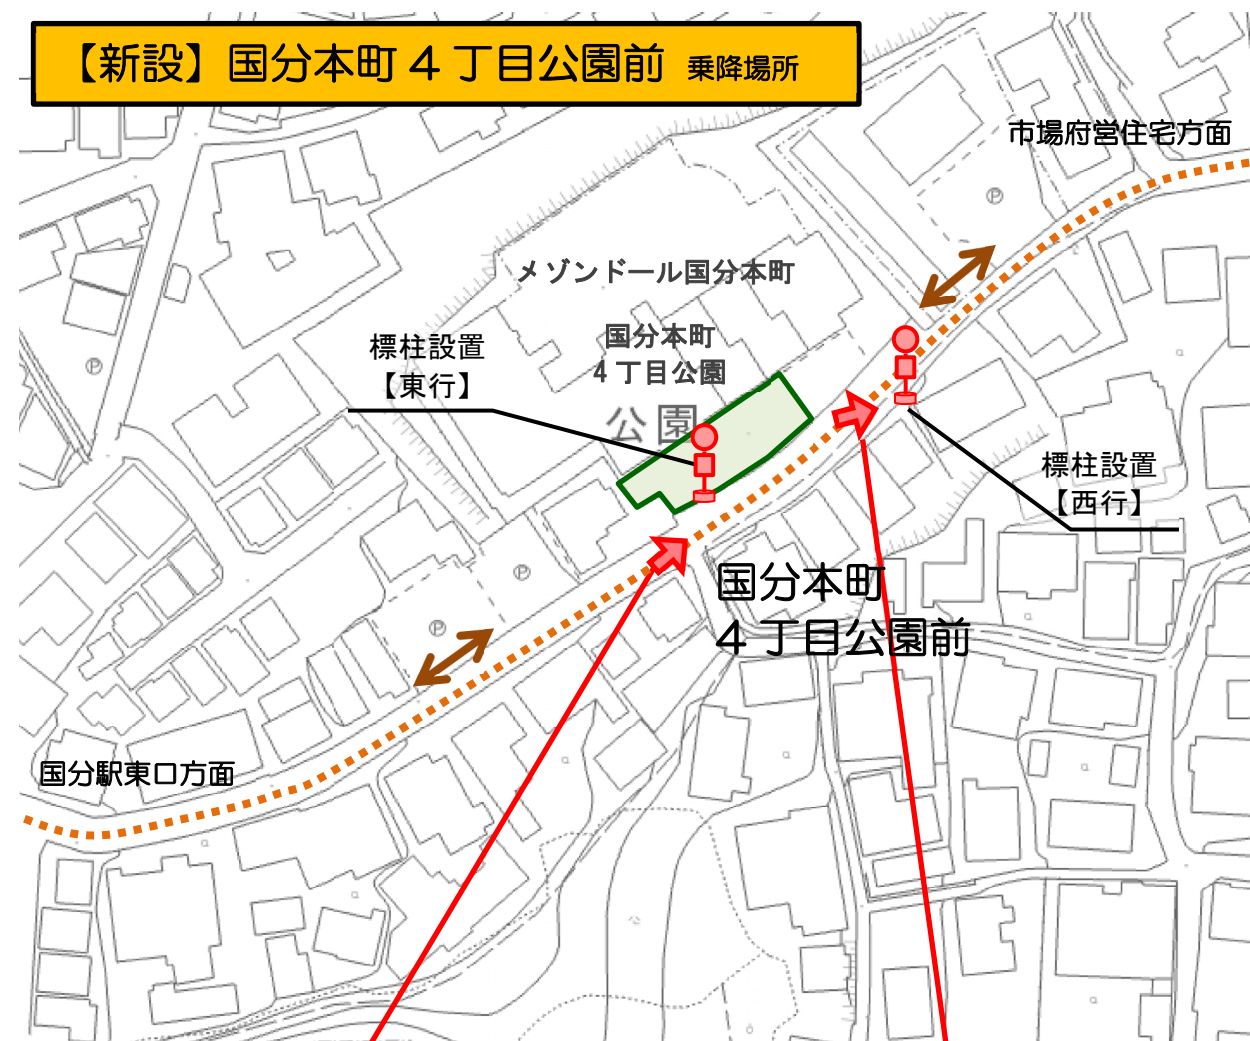 【新設】国分本町４丁目公園前 乗降場所
市場府営住宅方面
メゾンドール国分本町
国分本町
４丁目公園
標柱設置
【東行】
公園
標柱設置
【西行】
国分本町
４丁目公園前
国分駅東口方面
Ⓟ
Ⓟ
Ⓟ
Ⓟ